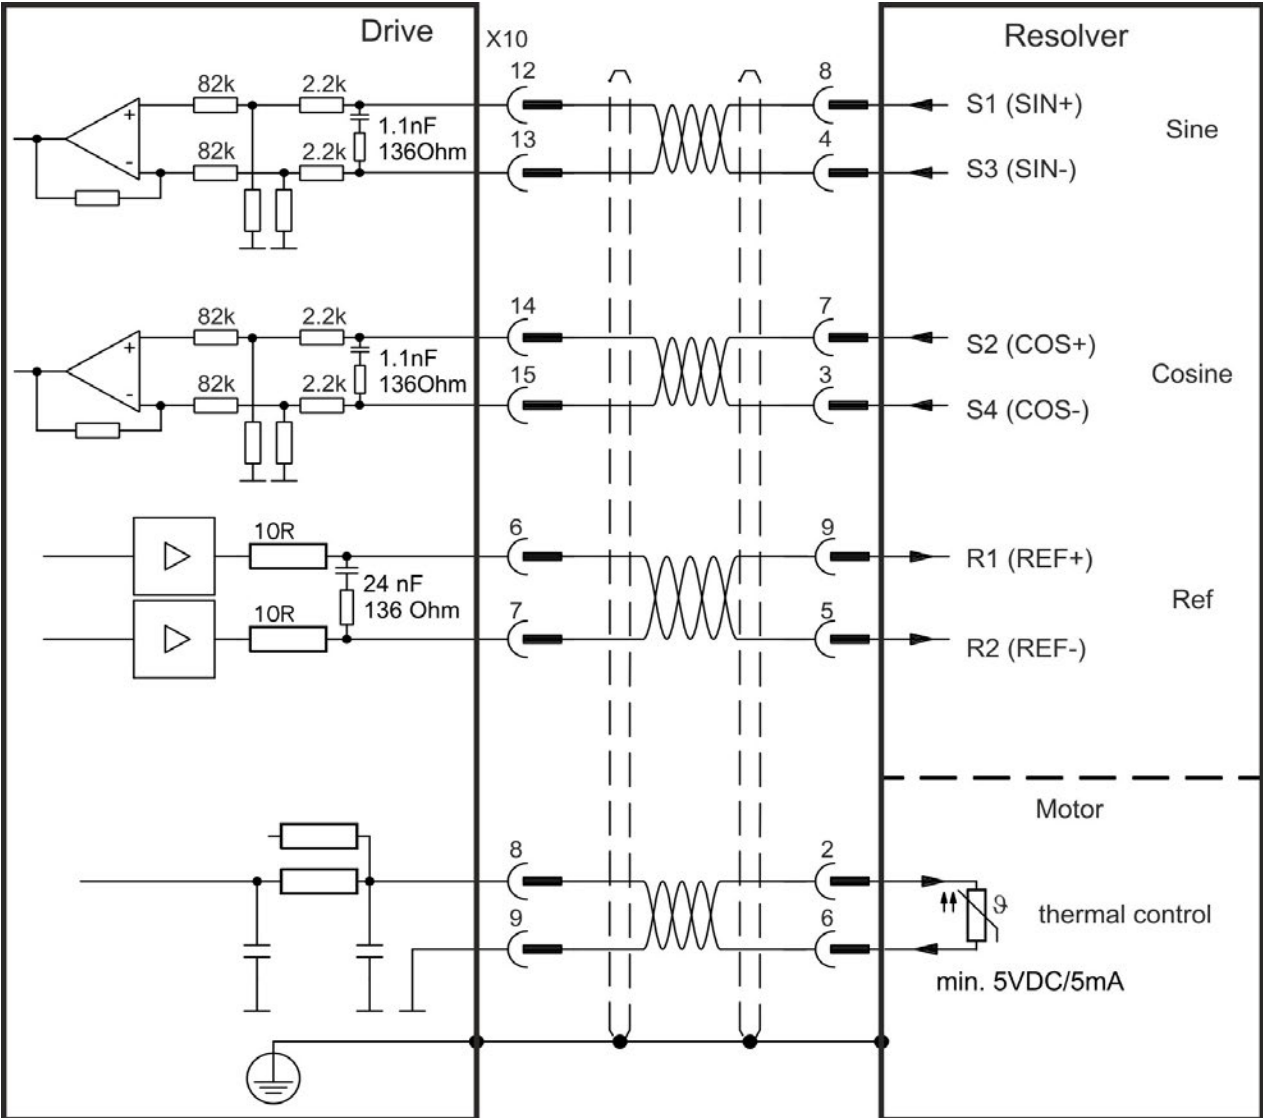 Drive
X10
Resolver
82k
2.2k
12
8
S1 (SIN+)
+
1.1nF
136Ohm
Sine
82k
2.2k
13
4
S3 (SIN-)
-
82k
2.2k
14
7
S2 (COS+)
+
1.1nF
136Ohm
Cosine
82k
2.2k
15
3
S4 (COS-)
-
10R
6
9
R1 (REF+)
24 nF
136 Ohm
Ref
10R
7
5
R2 (REF-)
Motor
8
2
ϑ
thermal control
9
6
min. 5VDC/5mA